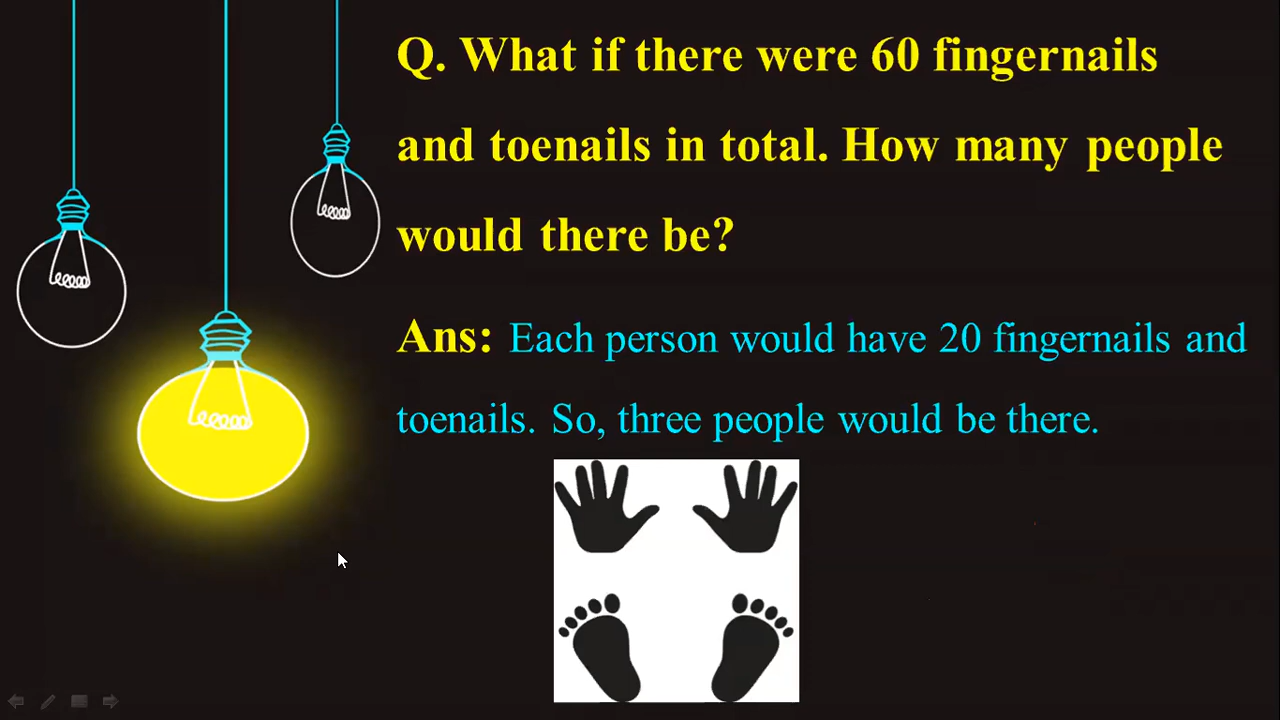 Q. What if there were 60 fingernails
and toenails in total. How many people
would there be?
Ans: Each person would have 20 fingernails and
toenails. So, three people would be there.